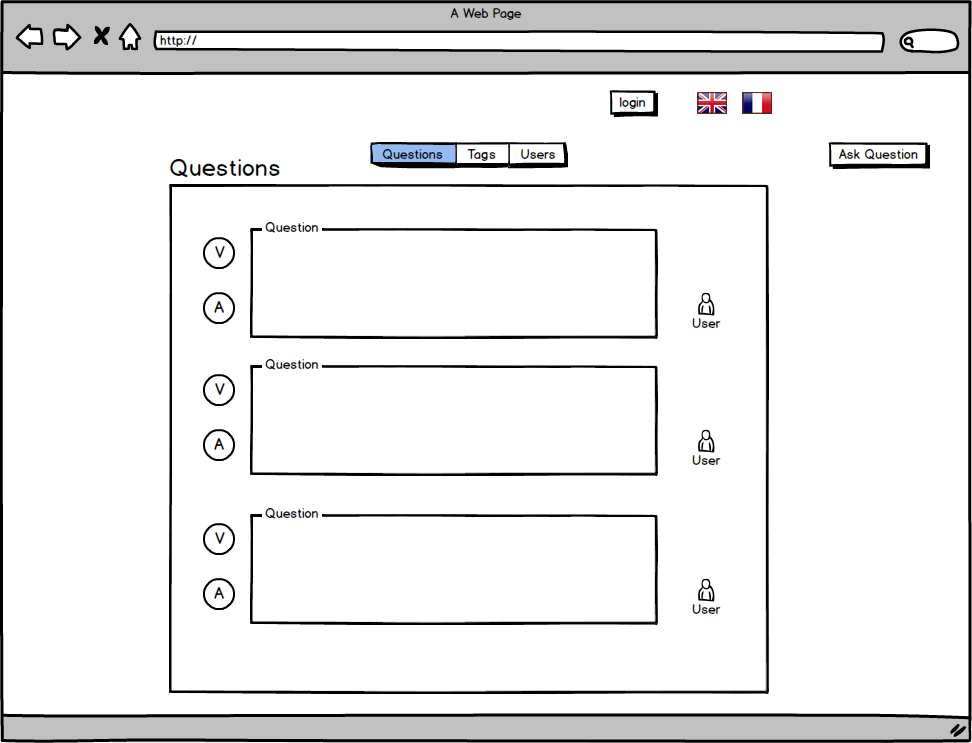 A Web Page
http://
login
Questions Tags Users
Ask Question
Questions
Question
V
A
User
Question
V
A
User
Question
V
A
User